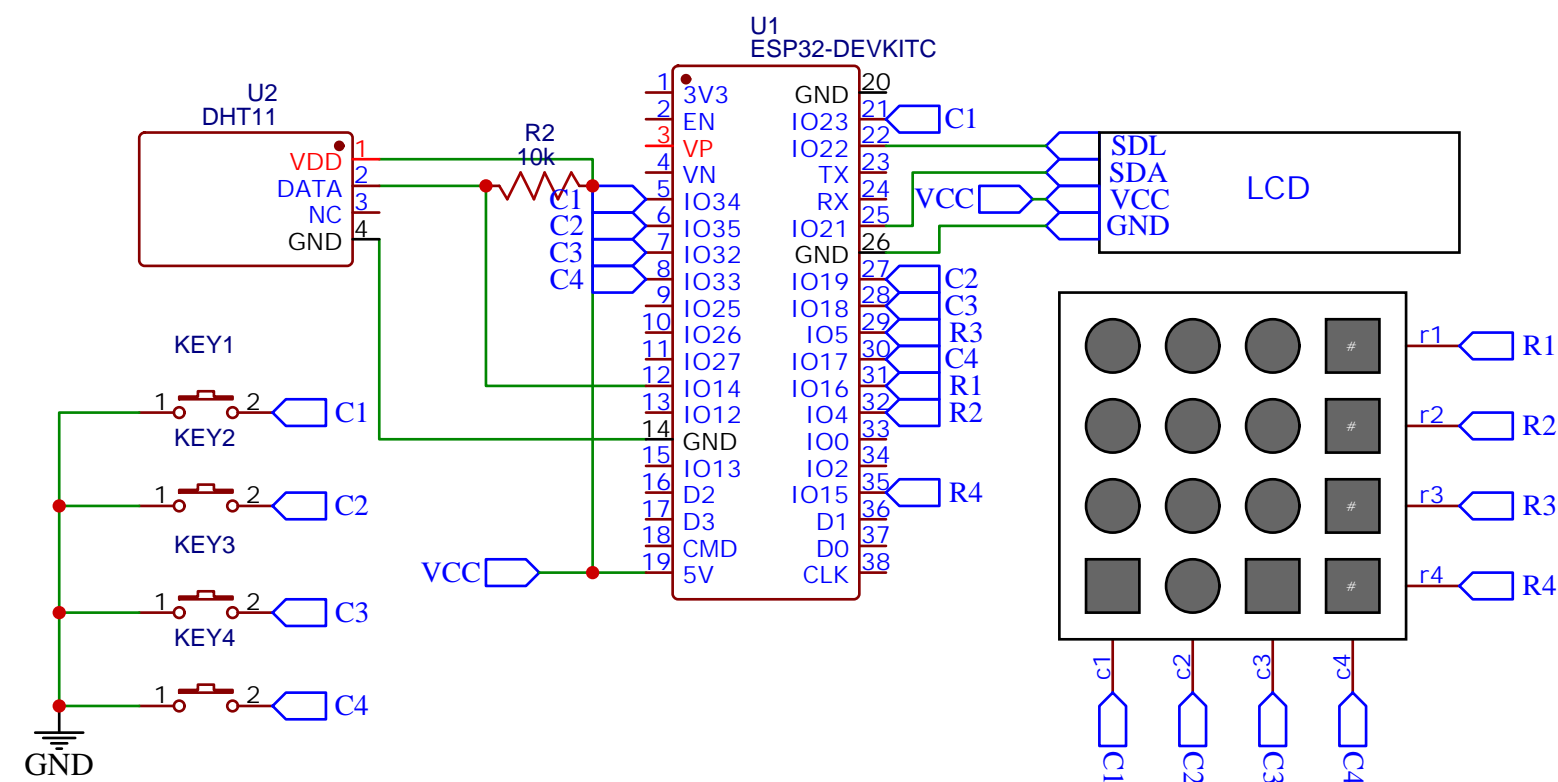 U1
ESP32-DEVKITC
U2
DHT11
VDD 1
DATA 2
NC 3
GND 4
R2
10k
1 3V3
2 EN
3 VP
4 VN
C1 5 IO34
C2 6 IO35
C3 7 IO32
C4 8 IO33
9 IO25
10 IO26
11 IO27
12 IO14
13 IO12
14 GND
15 IO13
16 D2
17 D3
18 CMD
VCC 19 5V
GND 20
IO23 21 C1
IO22 22
TX 23
RX 24
IO21 25
GND 26
IO19 27 C2
IO18 28 C3
IO5 29 R3
IO17 30 C4
IO16 31 R1
IO4 32 R2
IO0 33
IO2 34
IO15 35 R4
D1 36
D0 37
CLK 38
SDL
SDA
VCC VCC
GND
LCD
KEY1
1 2 C1
KEY2
1 2 C2
KEY3
1 2 C3
KEY4
1 2 C4
GND
# r1 R1
# r2 R2
# r3 R3
# r4 R4
c1 c2 c3 c4
C1 C2 C3 C4